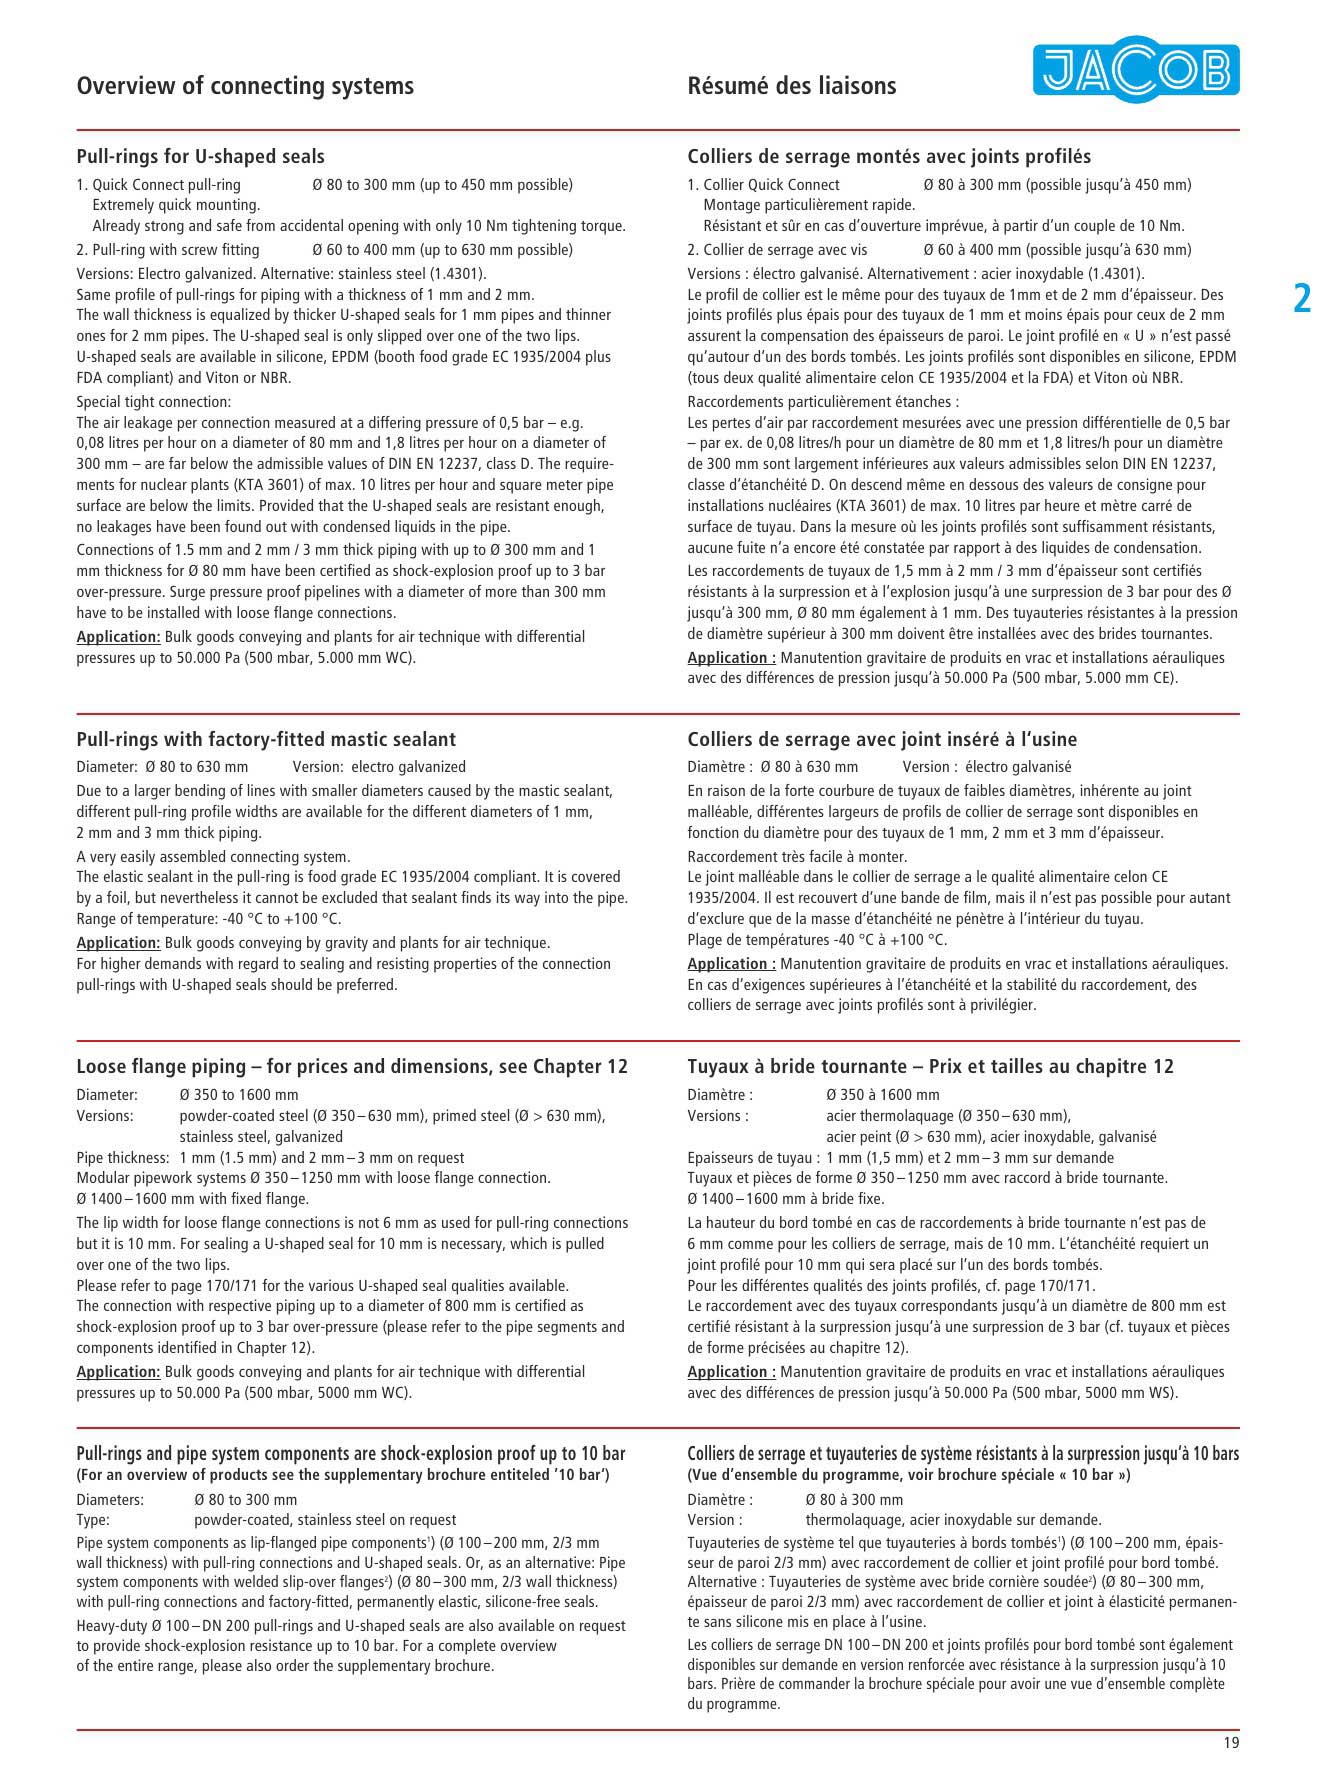 JACOB
Overview of connecting systems
Résumé des liaisons
2
Pull-rings for U-shaped seals
1. Quick Connect pull-ring Ø 80 to 300 mm (up to 450 mm possible)
Extremely quick mounting.
Already strong and safe from accidental opening with only 10 Nm tightening torque.
2. Pull-ring with screw fitting Ø 60 to 400 mm (up to 630 mm possible)
Versions: Electro galvanized. Alternative: stainless steel (1.4301).
Same profile of pull-rings for piping with a thickness of 1 mm and 2 mm.
The wall thickness is equalized by thicker U-shaped seals for 1 mm pipes and thinner
ones for 2 mm pipes. The U-shaped seal is only slipped over one of the two lips.
U-shaped seals are available in silicone, EPDM (booth food grade EC 1935/2004 plus
FDA compliant) and Viton or NBR.
Special tight connection:
The air leakage per connection measured at a differing pressure of 0,5 bar – e.g.
0,08 litres per hour on a diameter of 80 mm and 1,8 litres per hour on a diameter of
300 mm – are far below the admissible values of DIN EN 12237, class D. The require-
ments for nuclear plants (KTA 3601) of max. 10 litres per hour and square meter pipe
surface are below the limits. Provided that the U-shaped seals are resistant enough,
no leakages have been found out with condensed liquids in the pipe.
Connections of 1.5 mm and 2 mm / 3 mm thick piping with up to Ø 300 mm and 1
mm thickness for Ø 80 mm have been certified as shock-explosion proof up to 3 bar
over-pressure. Surge pressure proof pipelines with a diameter of more than 300 mm
have to be installed with loose flange connections.
Application: Bulk goods conveying and plants for air technique with differential
pressures up to 50.000 Pa (500 mbar, 5.000 mm WC).
Colliers de serrage montés avec joints profilés
1. Collier Quick Connect Ø 80 à 300 mm (possible jusqu’à 450 mm)
Montage particulièrement rapide.
Résistant et sûr en cas d’ouverture imprévue, à partir d’un couple de 10 Nm.
2. Collier de serrage avec vis Ø 60 à 400 mm (possible jusqu’à 630 mm)
Versions : électro galvanisé. Alternativement : acier inoxydable (1.4301).
Le profil de collier est le même pour des tuyaux de 1mm et de 2 mm d‘épaisseur. Des
joints profilés plus épais pour des tuyaux de 1 mm et moins épais pour ceux de 2 mm
assurent la compensation des épaisseurs de paroi. Le joint profilé en « U » n’est passé
qu’autour d’un des bords tombés. Les joints profilés sont disponibles en silicone, EPDM
(tous deux qualité alimentaire celon CE 1935/2004 et la FDA) et Viton où NBR.
Raccordements particulièrement étanches :
Les pertes d’air par raccordement mesurées avec une pression différentielle de 0,5 bar
– par ex. de 0,08 litres/h pour un diamètre de 80 mm et 1,8 litres/h pour un diamètre
de 300 mm sont largement inférieures aux valeurs admissibles selon DIN EN 12237,
classe d’étanchéité D. On descend même en dessous des valeurs de consigne pour
installations nucléaires (KTA 3601) de max. 10 litres par heure et mètre carré de
surface de tuyau. Dans la mesure où les joints profilés sont suffisamment résistants,
aucune fuite n’a encore été constatée par rapport à des liquides de condensation.
Les raccordements de tuyaux de 1,5 mm à 2 mm / 3 mm d’épaisseur sont certifiés
résistants à la surpression et à l’explosion jusqu’à une surpression de 3 bar pour des Ø
jusqu’à 300 mm, Ø 80 mm également à 1 mm. Des tuyauteries résistantes à la pression
de diamètre supérieur à 300 mm doivent être installées avec des brides tournantes.
Application : Manutention gravitaire de produits en vrac et installations aérauliques
avec des différences de pression jusqu’à 50.000 Pa (500 mbar, 5.000 mm CE).
Pull-rings with factory-fitted mastic sealant
Diameter: Ø 80 to 630 mm Version: electro galvanized
Due to a larger bending of lines with smaller diameters caused by the mastic sealant,
different pull-ring profile widths are available for the different diameters of 1 mm,
2 mm and 3 mm thick piping.
A very easily assembled connecting system.
The elastic sealant in the pull-ring is food grade EC 1935/2004 compliant. It is covered
by a foil, but nevertheless it cannot be excluded that sealant finds its way into the pipe.
Range of temperature: -40 °C to +100 °C.
Application: Bulk goods conveying by gravity and plants for air technique.
For higher demands with regard to sealing and resisting properties of the connection
pull-rings with U-shaped seals should be preferred.
Colliers de serrage avec joint inséré à l‘usine
Diamètre : Ø 80 à 630 mm Version : électro galvanisé
En raison de la forte courbure de tuyaux de faibles diamètres, inhérente au joint
malléable, différentes largeurs de profils de collier de serrage sont disponibles en
fonction du diamètre pour des tuyaux de 1 mm, 2 mm et 3 mm d’épaisseur.
Raccordement très facile à monter.
Le joint malléable dans le collier de serrage a le qualité alimentaire celon CE
1935/2004. Il est recouvert d’une bande de film, mais il n’est pas possible pour autant
d’exclure que de la masse d’étanchéité ne pénètre à l’intérieur du tuyau.
Plage de températures -40 °C à +100 °C.
Application : Manutention gravitaire de produits en vrac et installations aérauliques.
En cas d’exigences supérieures à l’étanchéité et la stabilité du raccordement, des
colliers de serrage avec joints profilés sont à privilégier.
Loose flange piping – for prices and dimensions, see Chapter 12
Diameter: Ø 350 to 1600 mm
Versions: powder-coated steel (Ø 350–630 mm), primed steel (Ø > 630 mm),
stainless steel, galvanized
Pipe thickness: 1 mm (1.5 mm) and 2 mm–3 mm on request
Modular pipework systems Ø 350–1250 mm with loose flange connection.
Ø 1400–1600 mm with fixed flange.
The lip width for loose flange connections is not 6 mm as used for pull-ring connections
but it is 10 mm. For sealing a U-shaped seal for 10 mm is necessary, which is pulled
over one of the two lips.
Please refer to page 170/171 for the various U-shaped seal qualities available.
The connection with respective piping up to a diameter of 800 mm is certified as
shock-explosion proof up to 3 bar over-pressure (please refer to the pipe segments and
components identified in Chapter 12).
Application: Bulk goods conveying and plants for air technique with differential
pressures up to 50.000 Pa (500 mbar, 5000 mm WC).
Tuyaux à bride tournante – Prix et tailles au chapitre 12
Diamètre : Ø 350 à 1600 mm
Versions : acier thermolaquage (Ø 350–630 mm),
acier peint (Ø > 630 mm), acier inoxydable, galvanisé
Epaisseurs de tuyau : 1 mm (1,5 mm) et 2 mm–3 mm sur demande
Tuyaux et pièces de forme Ø 350–1250 mm avec raccord à bride tournante.
Ø 1400–1600 mm à bride fixe.
La hauteur du bord tombé en cas de raccordements à bride tournante n’est pas de
6 mm comme pour les colliers de serrage, mais de 10 mm. L’étanchéité requiert un
joint profilé pour 10 mm qui sera placé sur l’un des bords tombés.
Pour les différentes qualités des joints profilés, cf. page 170/171.
Le raccordement avec des tuyaux correspondants jusqu’à un diamètre de 800 mm est
certifié résistant à la surpression jusqu’à une surpression de 3 bar (cf. tuyaux et pièces
de forme précisées au chapitre 12).
Application : Manutention gravitaire de produits en vrac et installations aérauliques
avec des différences de pression jusqu’à 50.000 Pa (500 mbar, 5000 mm WS).
Pull-rings and pipe system components are shock-explosion proof up to 10 bar
(For an overview of products see the supplementary brochure entiteled ’10 bar‘)
Diameters: Ø 80 to 300 mm
Type: powder-coated, stainless steel on request
Pipe system components as lip-flanged pipe components¹) (Ø 100–200 mm, 2/3 mm
wall thickness) with pull-ring connections and U-shaped seals. Or, as an alternative: Pipe
system components with welded slip-over flanges²) (Ø 80–300 mm, 2/3 wall thickness)
with pull-ring connections and factory-fitted, permanently elastic, silicone-free seals.
Heavy-duty Ø 100–DN 200 pull-rings and U-shaped seals are also available on request
to provide shock-explosion resistance up to 10 bar. For a complete overview
of the entire range, please also order the supplementary brochure.
Colliers de serrage et tuyauteries de système résistants à la surpression jusqu’à 10 bars
(Vue d’ensemble du programme, voir brochure spéciale « 10 bar »)
Diamètre : Ø 80 à 300 mm
Version : thermolaquage, acier inoxydable sur demande.
Tuyauteries de système tel que tuyauteries à bords tombés¹) (Ø 100–200 mm, épais-
seur de paroi 2/3 mm) avec raccordement de collier et joint profilé pour bord tombé.
Alternative : Tuyauteries de système avec bride cornière soudée²) (Ø 80–300 mm,
épaisseur de paroi 2/3 mm) avec raccordement de collier et joint à élasticité permanen-
te sans silicone mis en place à l’usine.
Les colliers de serrage DN 100–DN 200 et joints profilés pour bord tombé sont également
disponibles sur demande en version renforcée avec résistance à la surpression jusqu’à 10
bars. Prière de commander la brochure spéciale pour avoir une vue d’ensemble complète
du programme.
19